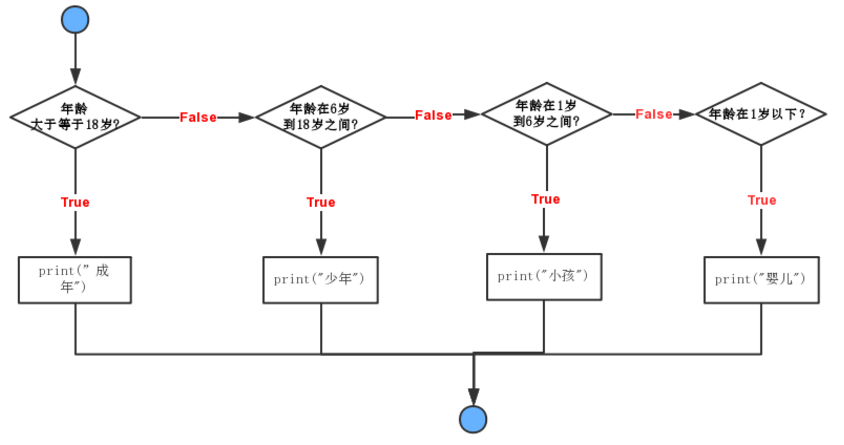 年龄
大于等于18岁?
False
年龄在6岁
到18岁之间?
False
年龄在1岁
到6岁之间?
False
年龄在1岁以下?
True
True
True
True
print(”成
年")
print("少年")
print("小孩")
print("婴儿")